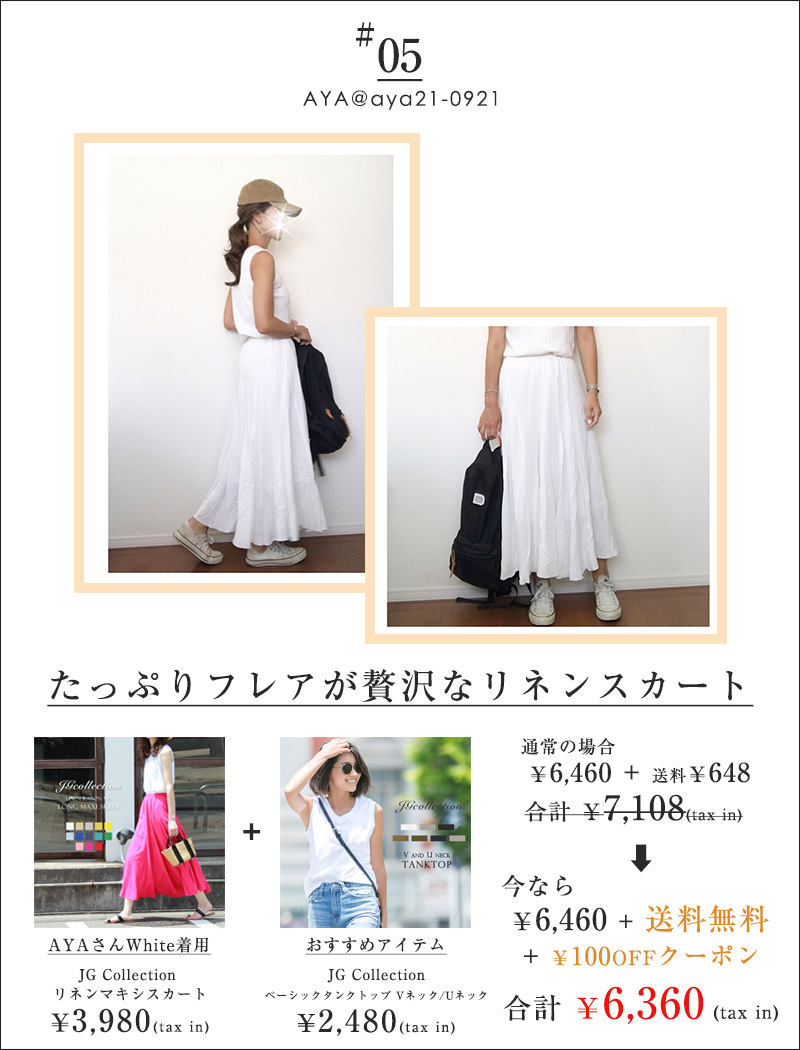 #05
AYA@aya21-0921
たっぷりフレアが贅沢なリネンスカート
JGcollection
LINEN RAYON MIX
LONG MAXI SKIRT
+
JGcollection
V AND U NECK
TANKTOP
AYAさんWhite着用
JG Collection
リネンマキシスカート
¥3,980(tax in)
おすすめアイテム
JG Collection
ベーシックタンクトップ Vネック/Uネック
¥2,480(tax in)
通常の場合
¥6,460 + 送料¥648
合計 ¥7,108(tax in)
今なら
¥6,460 + 送料無料
+ ¥100OFFクーポン
合計 ¥6,360 (tax in)